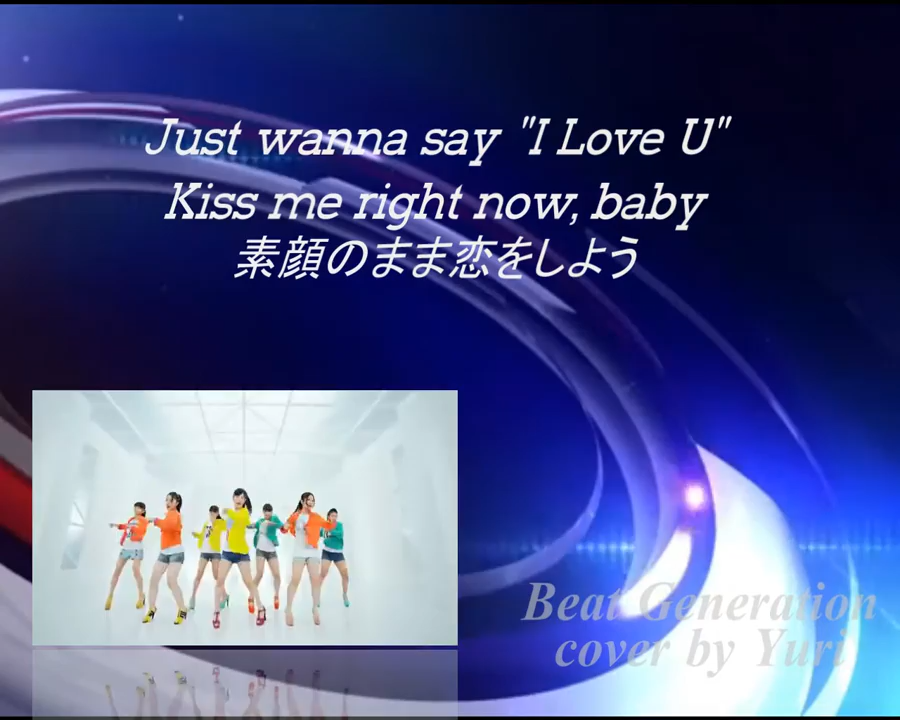 Just wanna say "I Love U"
Kiss me right now, baby
素顔のまま恋をしよう
Beat Generation
cover by Yuri